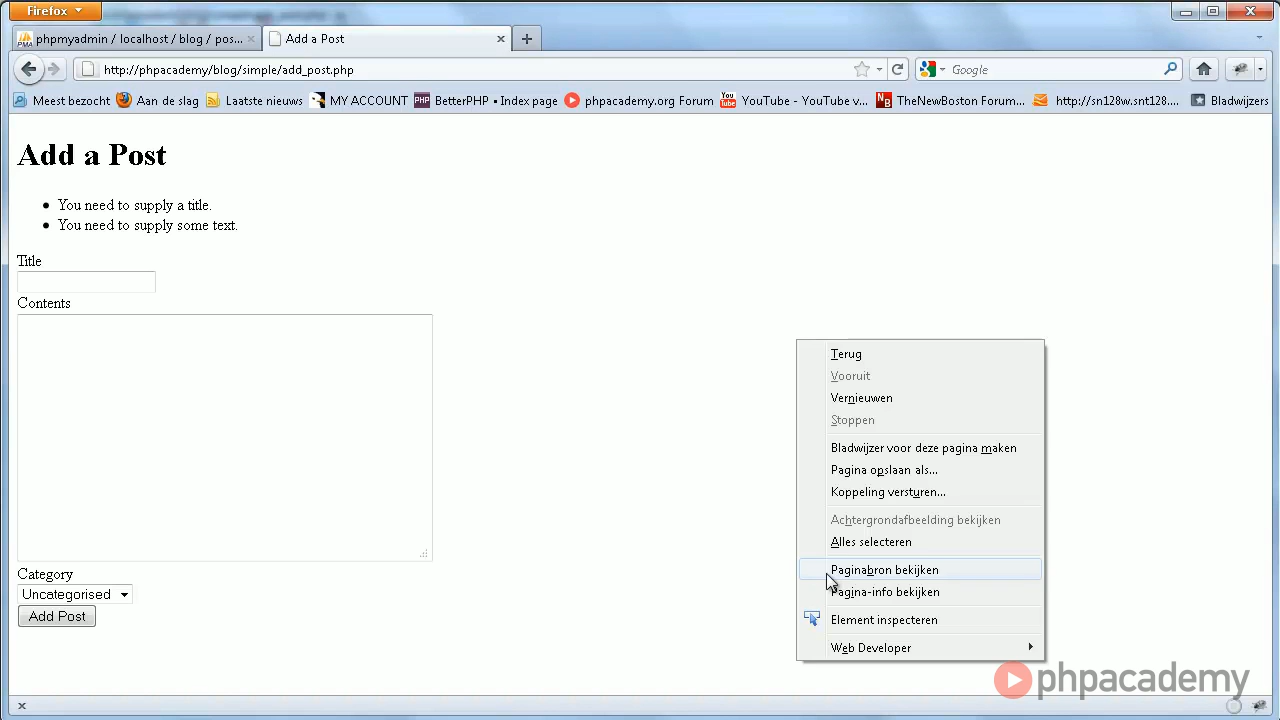 Firefox
phpmyadmin / localhost / blog / pos...
Add a Post
http://phpacademy/blog/simple/add_post.php
Google
Meest bezocht
Aan de slag
Laatste nieuws
MY ACCOUNT
PHP
BetterPHP • Index page
phpacademy.org Forum
YouTube - YouTube v...
TheNewBoston Forum...
http://sn128w.snt128....
Bladwijzers
Add a Post
• You need to supply a title.
• You need to supply some text.
Title
Contents
Category
Uncategorised
Add Post
Terug
Vooruit
Vernieuwen
Stoppen
Bladwijzer voor deze pagina maken
Pagina opslaan als...
Koppeling versturen...
Achtergrondafbeelding bekijken
Alles selecteren
Paginabron bekijken
Pagina-info bekijken
Element inspecteren
Web Developer
phpacademy